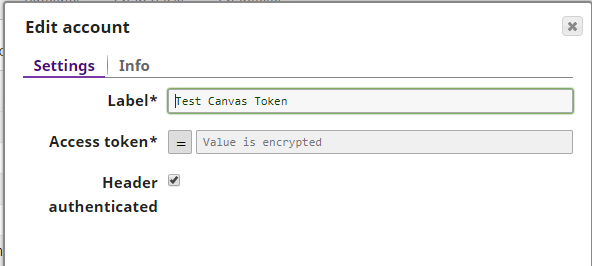 Edit account
Settings Info
Label* Test Canvas Token
Access token* = Value is encrypted
Header
authenticated